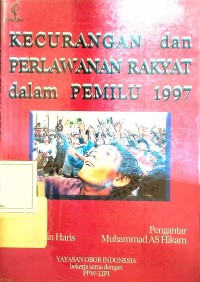 KECURANGAN dan
PERLAWANAN RAKYAT
dalam PEMILU 1997
Pengantar
Haris
Muhammad AS Hikam
YAYASAN OBOR INDONESIA
bekerja sama dengan
PPW-LIPI